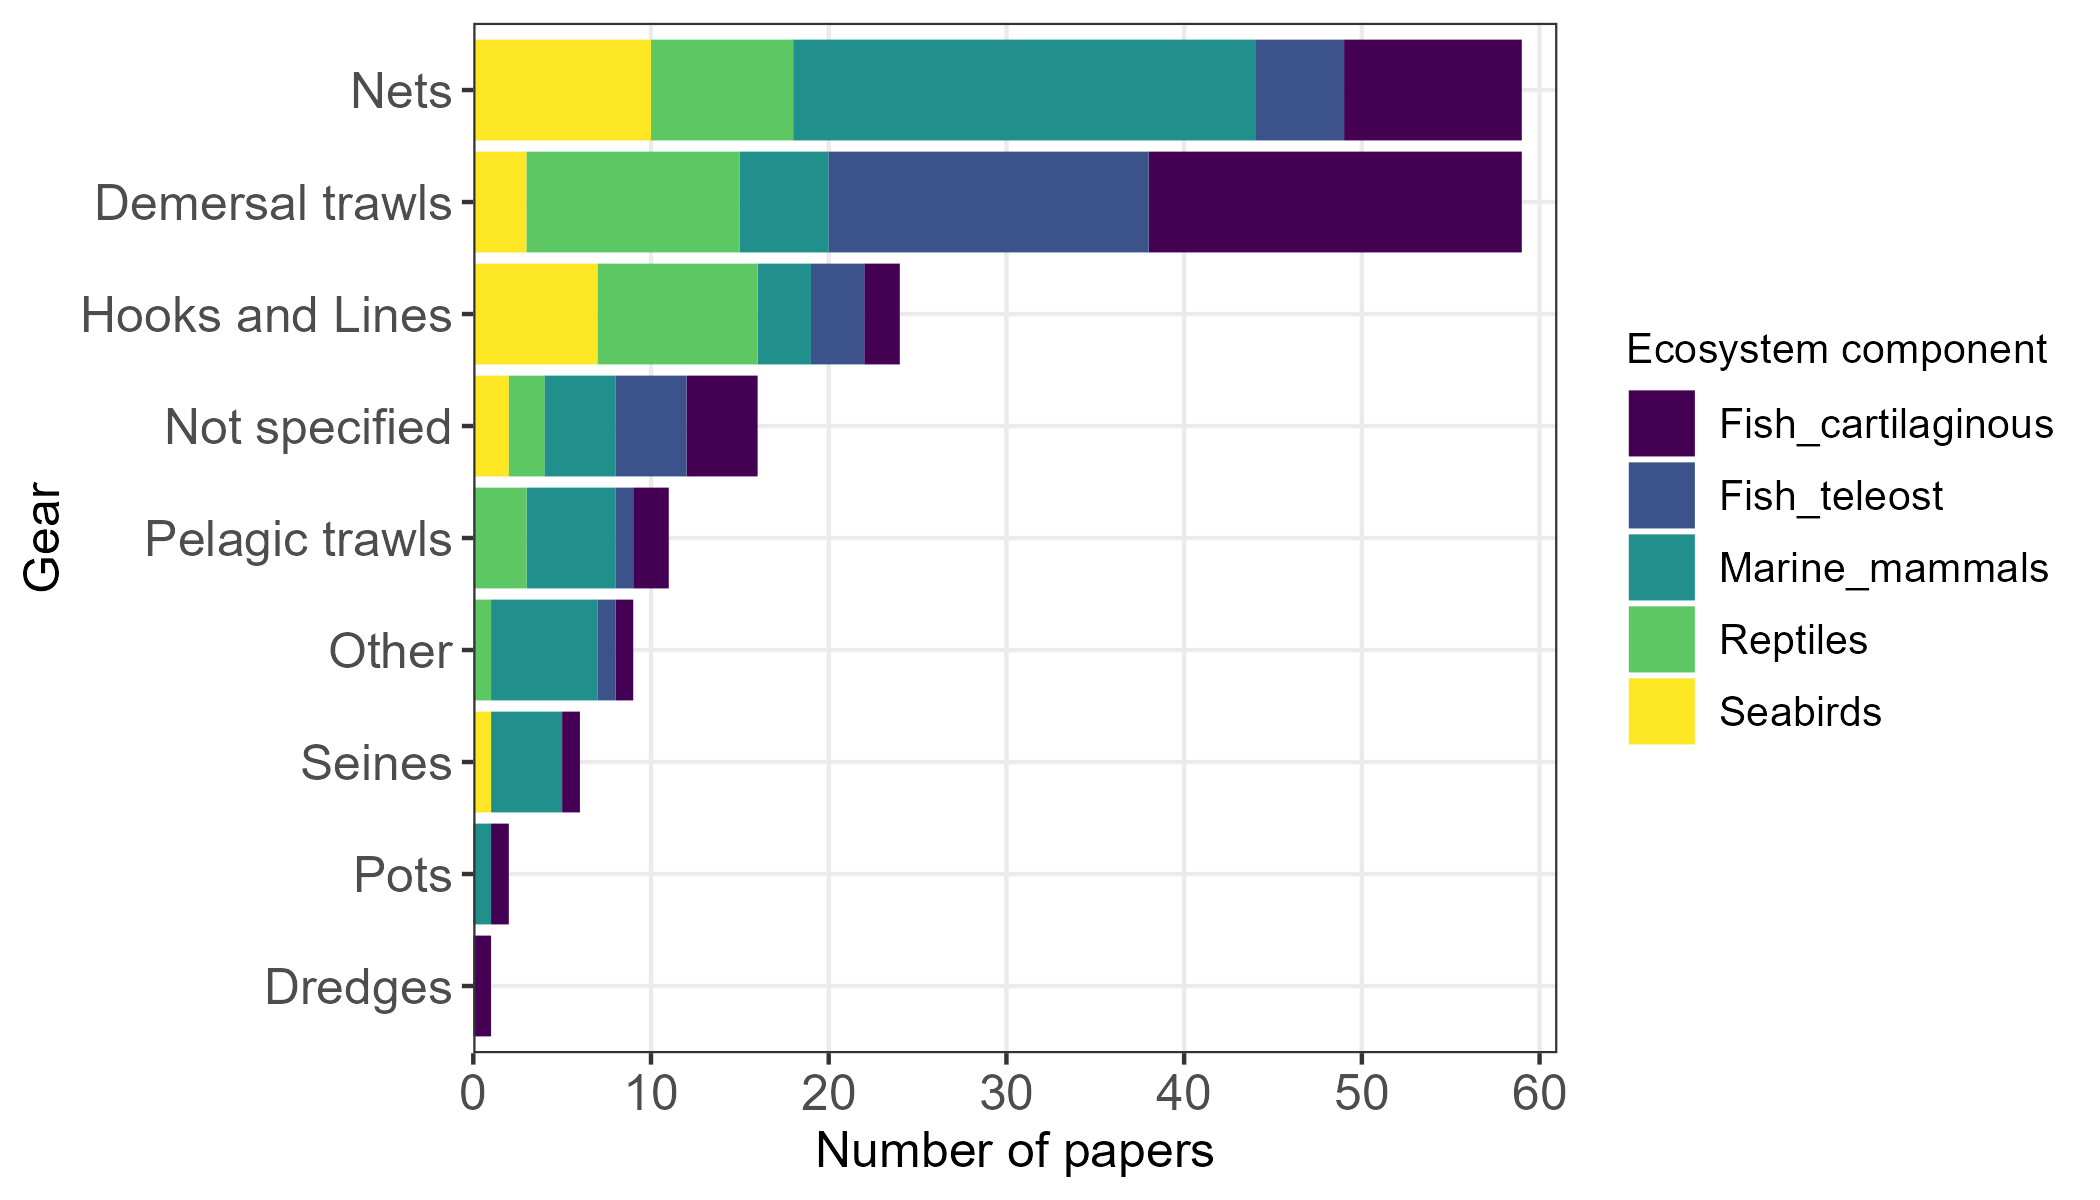 Gear
Nets
Demersal trawls
Hooks and Lines
Not specified
Pelagic trawls
Other
Seines
Pots
Dredges
0 10 20 30 40 50 60
Number of papers
Ecosystem component
Fish_cartilaginous
Fish_teleost
Marine_mammals
Reptiles
Seabirds